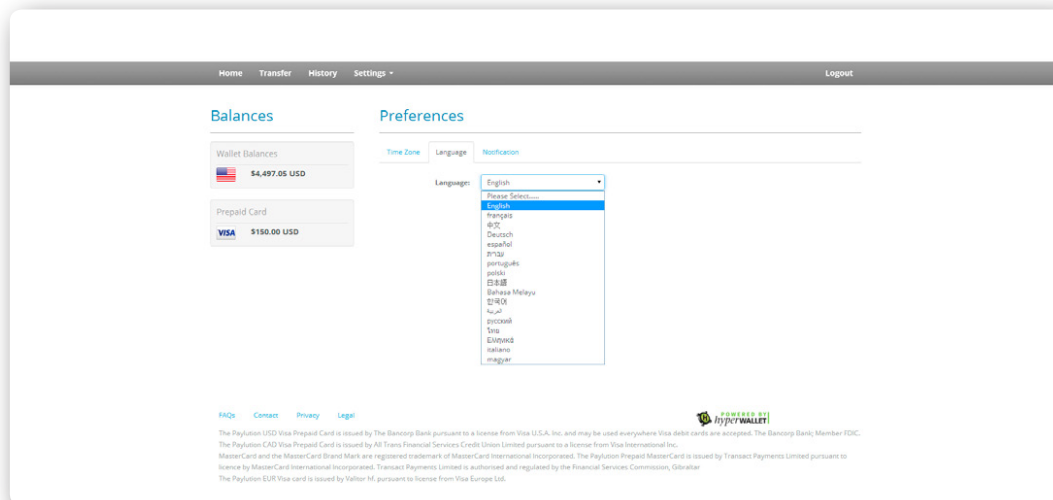 Home Transfer History Settings Logout
Balances
Preferences
Wallet Balances
$4,497.05 USD
Prepaid Card
VISA $150.00 USD
Time Zone Language Notification
Language: English
Please Select.....
English
français
中文
Deutsch
español
עברית
português
polski
日本語
Bahasa Melayu
한국어
العربية
русский
ไทย
Ελληνικά
italiano
magyar
FAQs Contact Privacy Legal
POWERED BY
hyperWALLET
The Paylution USD Visa Prepaid Card is issued by The Bancorp Bank pursuant to a license from Visa U.S.A. Inc. and may be used everywhere Visa debit cards are accepted. The Bancorp Bank; Member FDIC.
The Paylution CAD Visa Prepaid Card is issued by All Trans Financial Services Credit Union Limited pursuant to a license from Visa International Inc.
MasterCard and the MasterCard Brand Mark are registered trademark of MasterCard International Incorporated. The Paylution Prepaid MasterCard is issued by Transact Payments Limited pursuant to
licence by MasterCard International Incorporated. Transact Payments Limited is authorised and regulated by the Financial Services Commission, Gibraltar
The Paylution EUR Visa card is issued by Valitor hf. pursuant to license from Visa Europe Ltd.